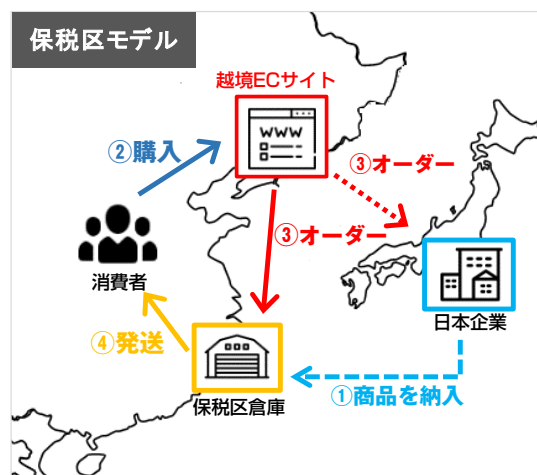 保税区モデル
越境ECサイト
WWW
②購入
③オーダー
③オーダー
消費者
日本企業
④発送
①商品を納入
保税区倉庫